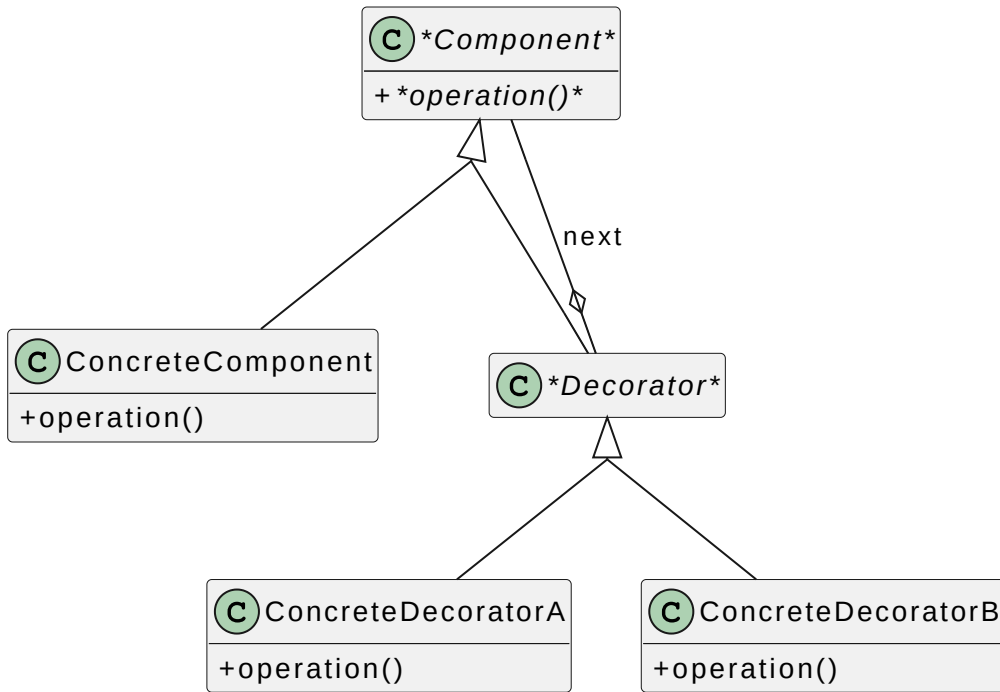 C *Component*
+ *operation()*
next
C ConcreteComponent
+operation()
C *Decorator*
C ConcreteDecoratorA
+operation()
C ConcreteDecoratorB
+operation()